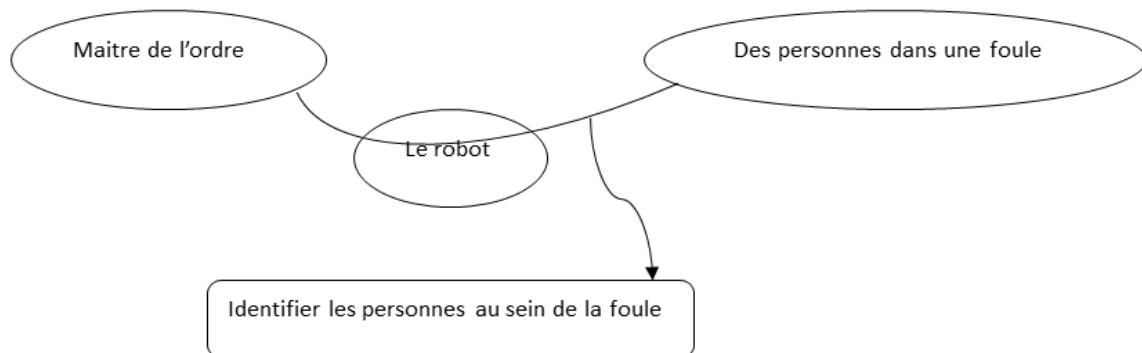 Maitre de l'ordre
Des personnes dans une foule
Le robot
Identifier les personnes au sein de la foule